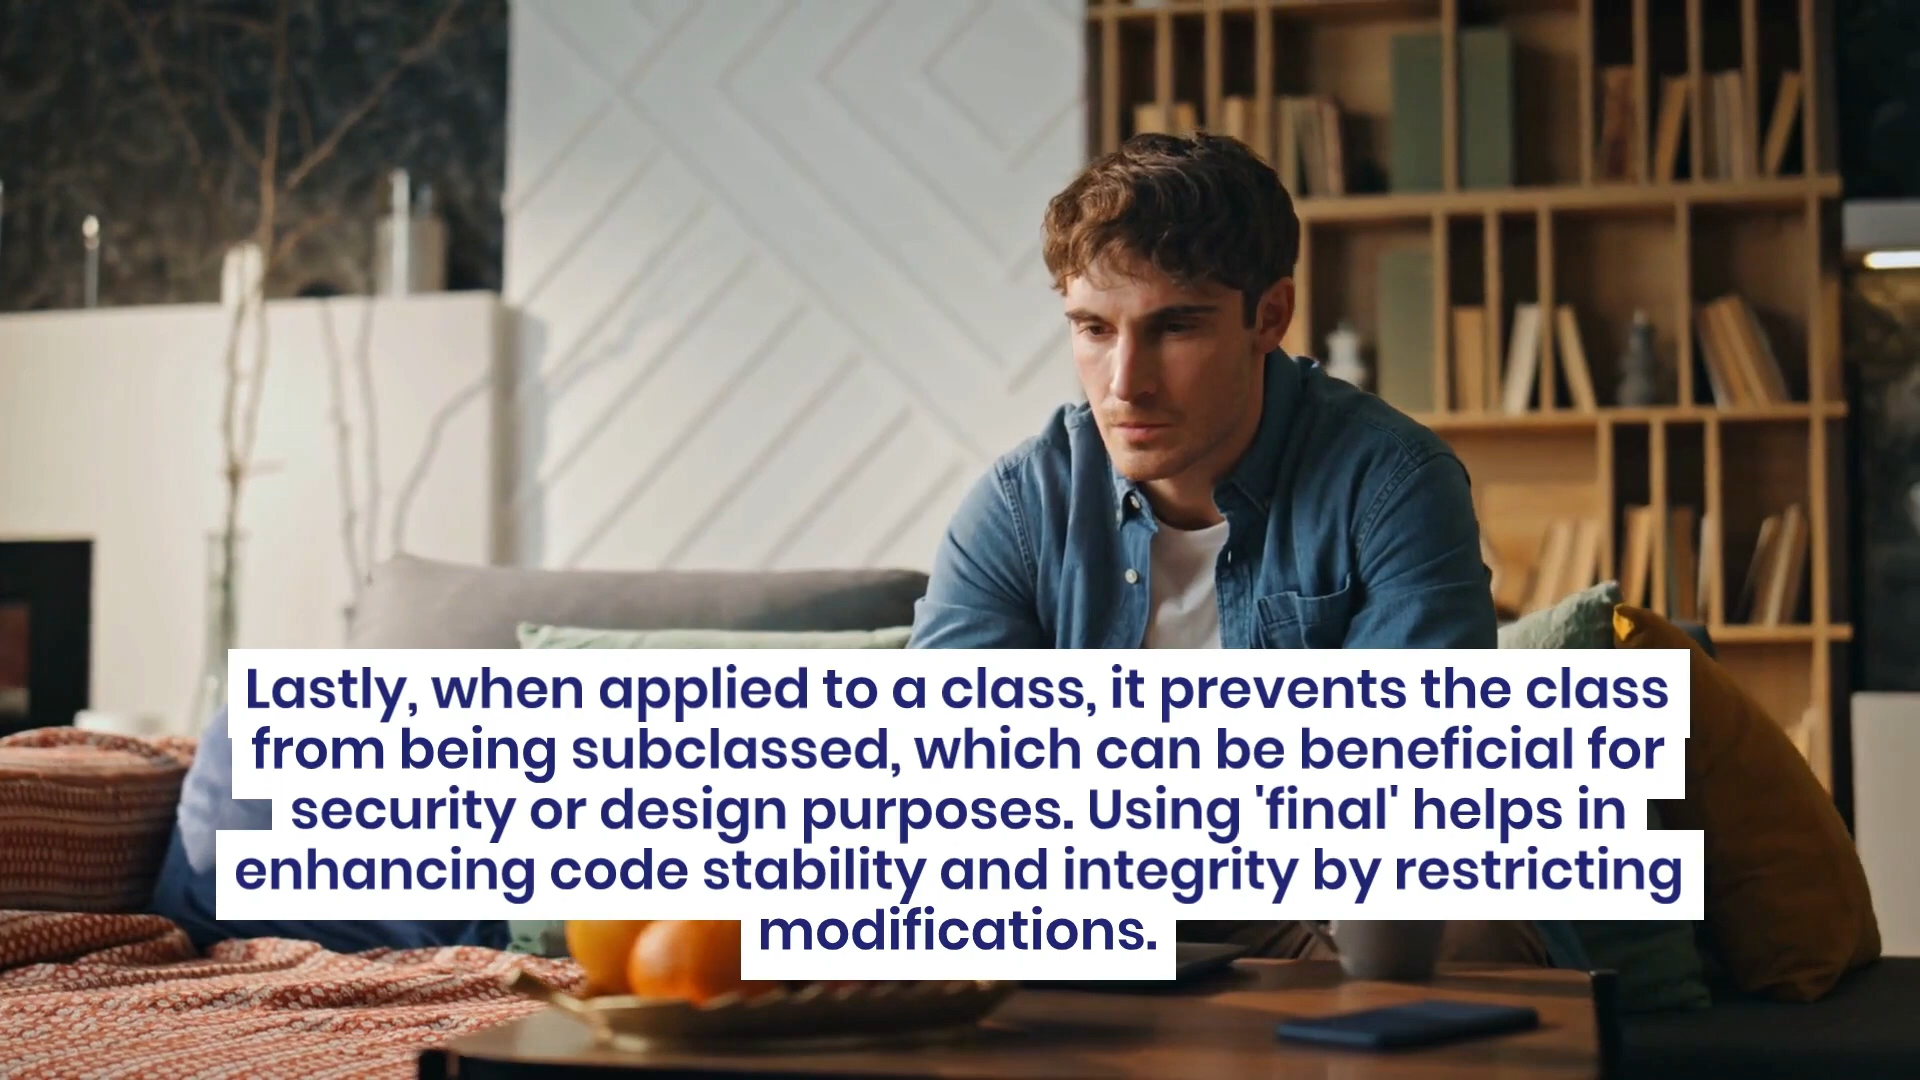 Lastly, when applied to a class, it prevents the class
from being subclassed, which can be beneficial for
security or design purposes. Using 'final' helps in
enhancing code stability and integrity by restricting
modifications.